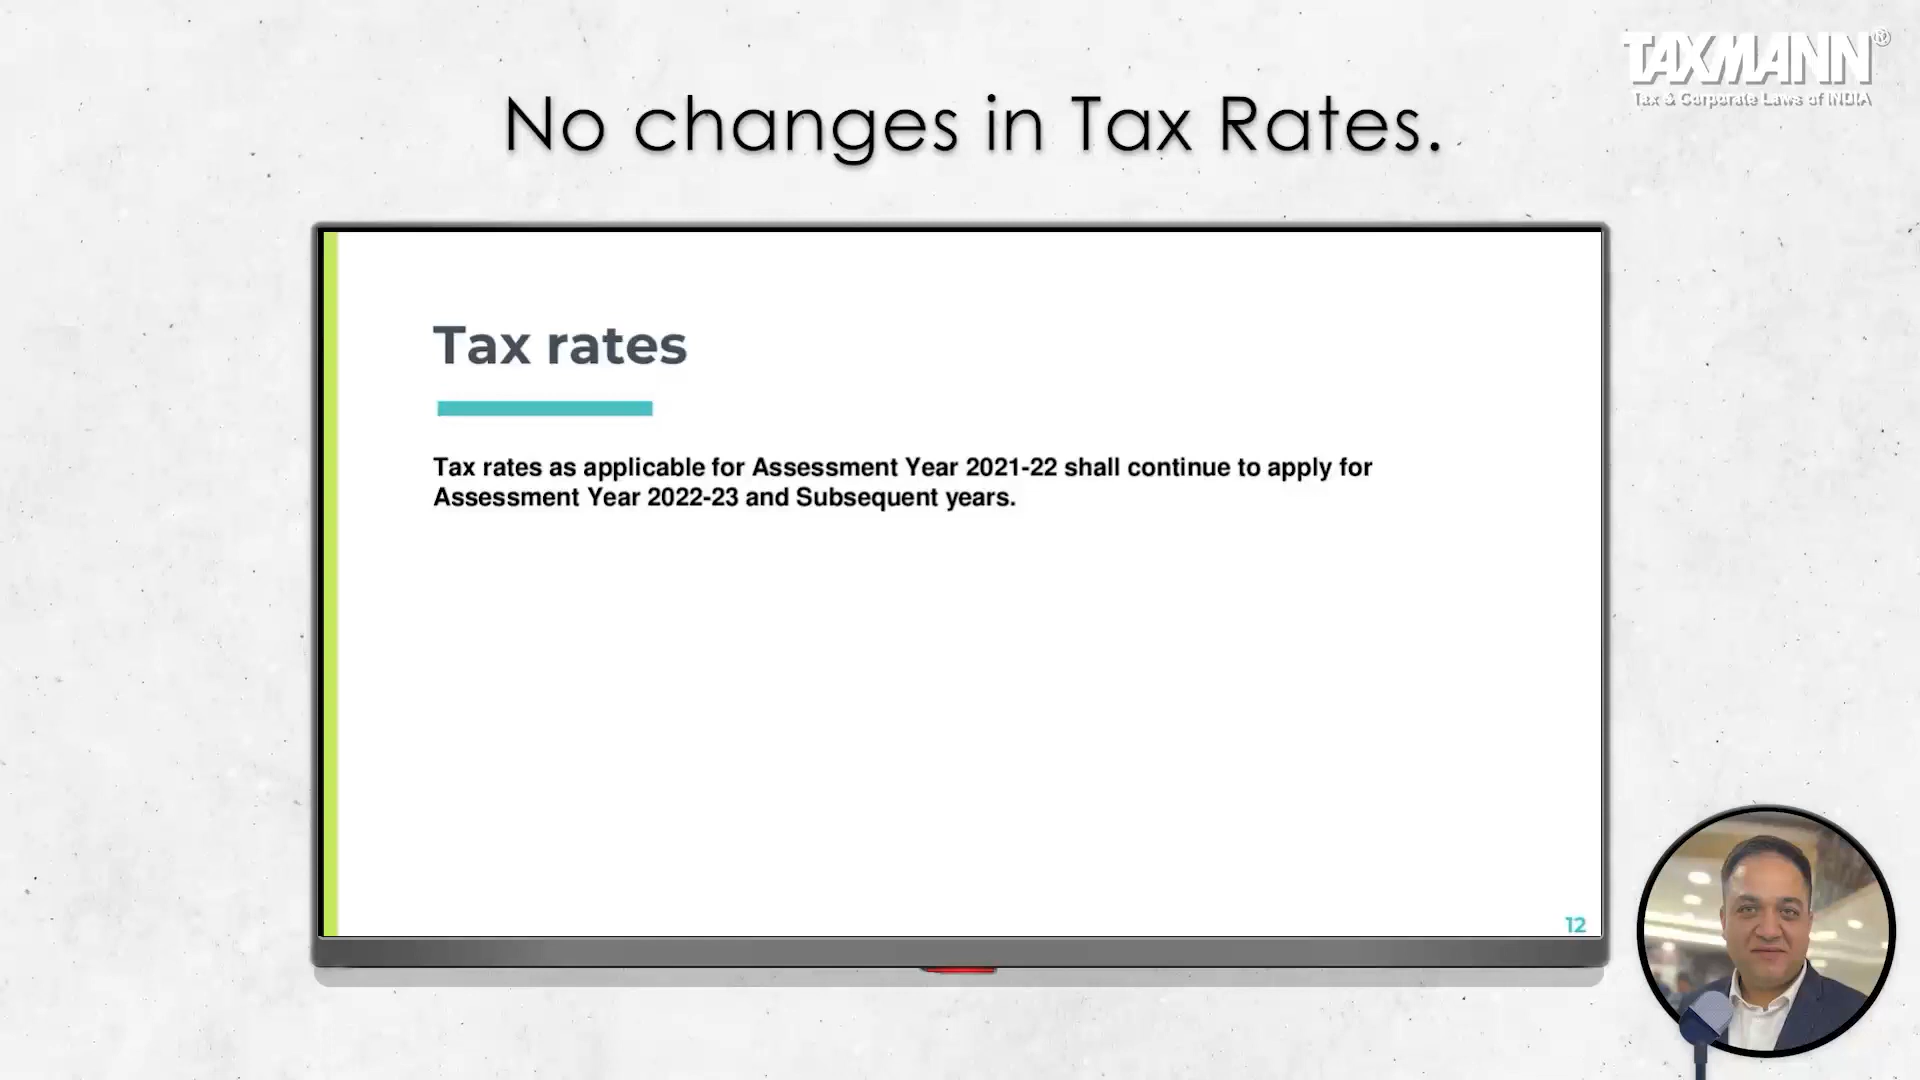 TAXMANN®
Tax & Corporate Laws of INDIA
No changes in Tax Rates.
Tax rates
Tax rates as applicable for Assessment Year 2021-22 shall continue to apply for
Assessment Year 2022-23 and Subsequent years.
12